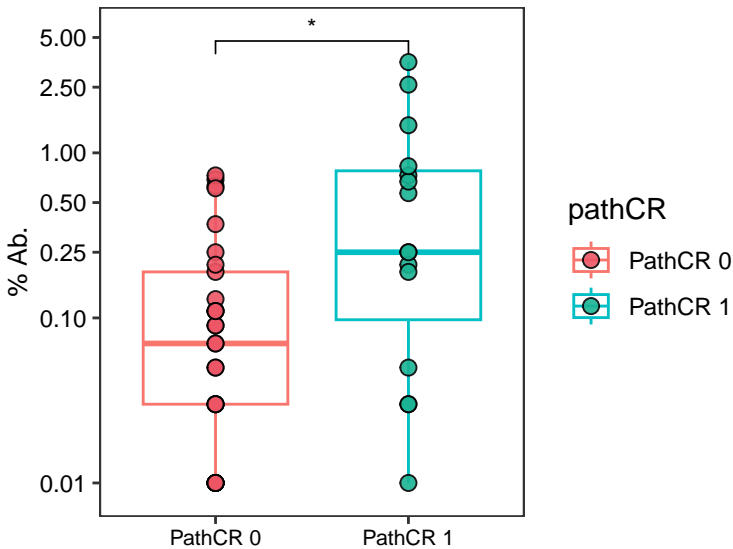 *
5.00
2.50
1.00
0.50
0.25
0.10
0.01
% Ab.
PathCR 0
PathCR 1
pathCR
PathCR 0
PathCR 1